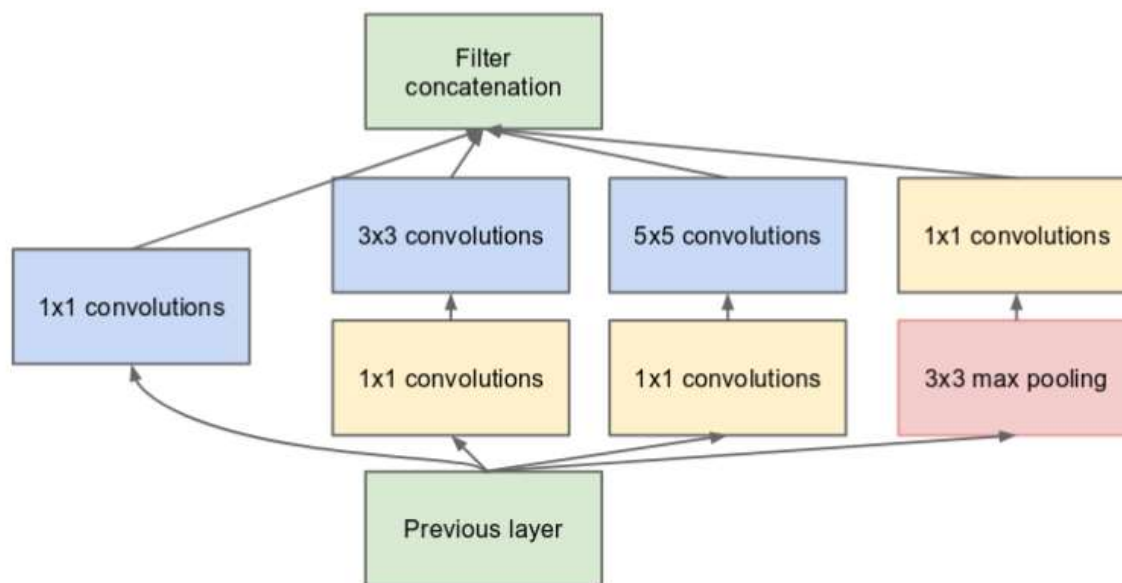 Filter
concatenation
3x3 convolutions
5x5 convolutions
1x1 convolutions
1x1 convolutions
1x1 convolutions
1x1 convolutions
3x3 max pooling
Previous layer